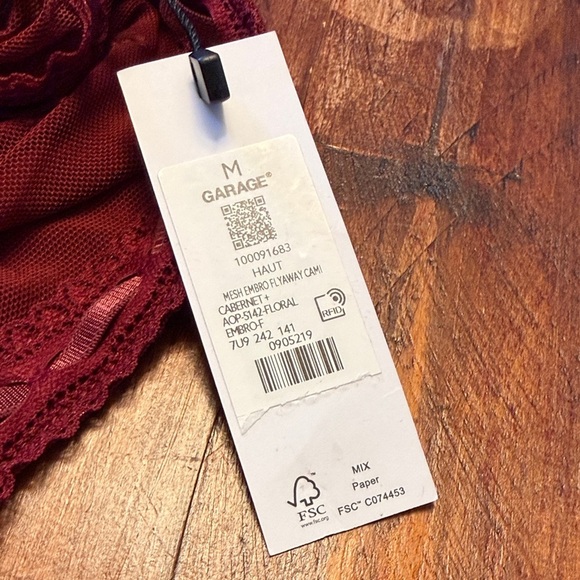 M
GARAGE®
100091683
HAUT
MESH EMBRO FLYAWAY CAMI
CABERNET +
AOP-5142-FLORAL
EMBRO-F
7U9 242 141
0905219
RFID
FSC
www.fsc.org
MIX
Paper
FSC™ C074453